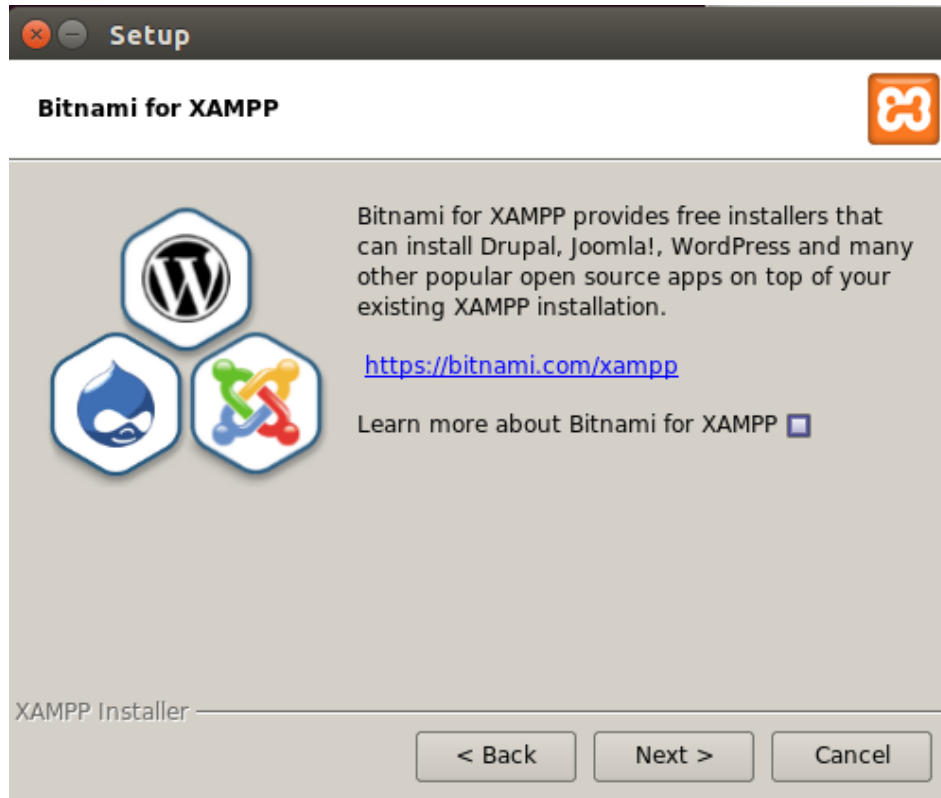 Setup
Bitnami for XAMPP
Bitnami for XAMPP provides free installers that
can install Drupal, Joomla!, WordPress and many
other popular open source apps on top of your
existing XAMPP installation.
https://bitnami.com/xampp
Learn more about Bitnami for XAMPP
XAMPP Installer
< Back
Next >
Cancel